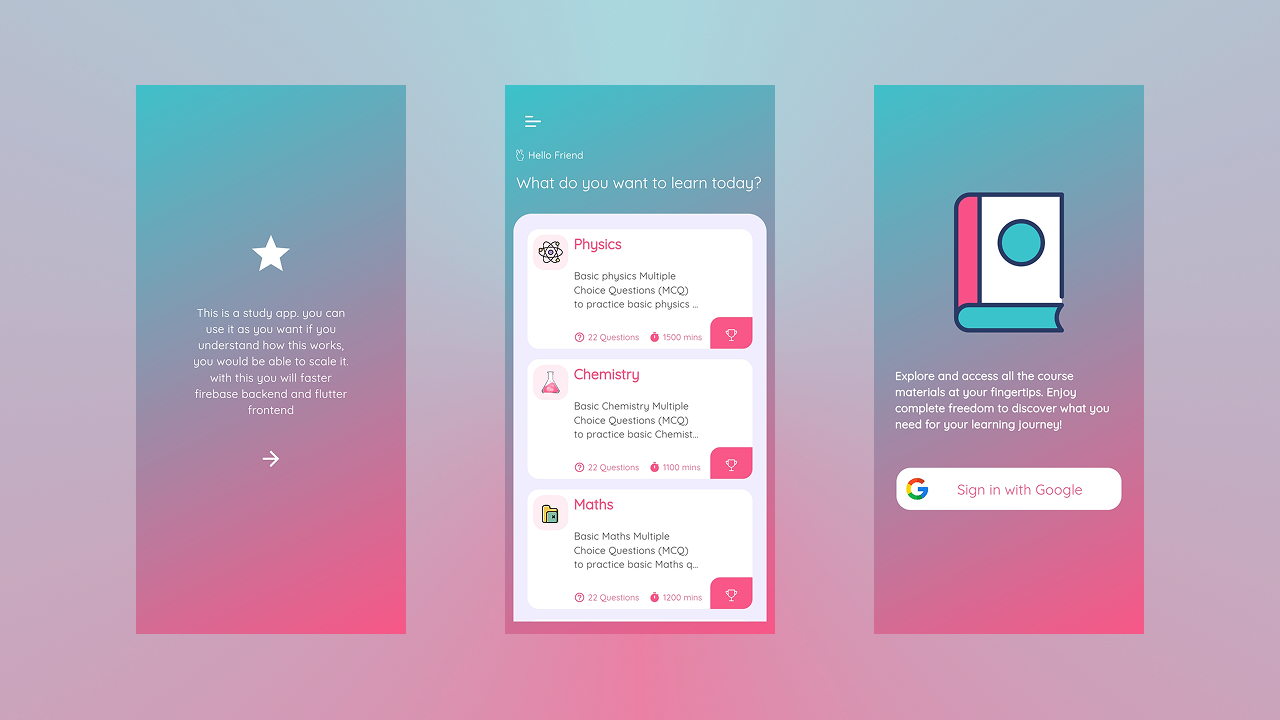 This is a study app. you can
use it as you want if you
understand how this works,
you would be able to scale it.
with this you will faster
firebase backend and flutter
frontend
Hello Friend
What do you want to learn today?
Physics
Basic physics Multiple
Choice Questions (MCQ)
to practice basic physics ...
22 Questions 1500 mins
Chemistry
Basic Chemistry Multiple
Choice Questions (MCQ)
to practice basic Chemist...
22 Questions 1100 mins
Maths
Basic Maths Multiple
Choice Questions (MCQ)
to practice basic Maths q...
22 Questions 1200 mins
Explore and access all the course
materials at your fingertips. Enjoy
complete freedom to discover what you
need for your learning journey!
Sign in with Google